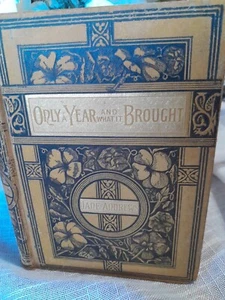 ONLY A YEAR AND WHAT IT BROUGHT
JANE ANDREWS